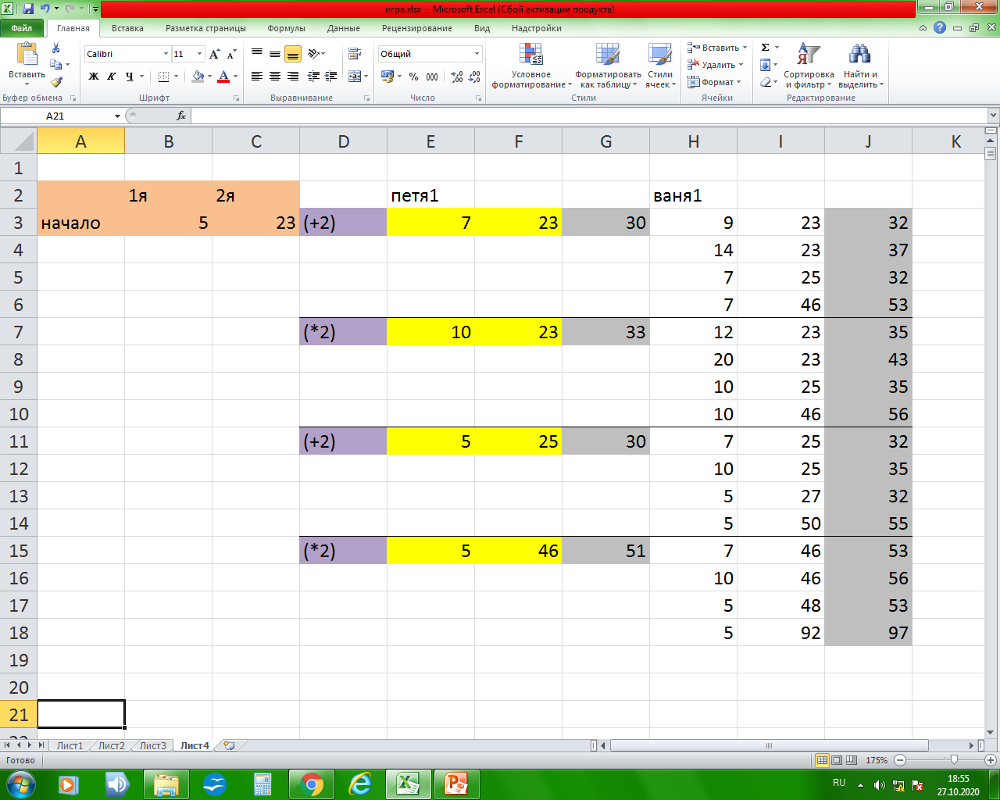 игра.xlsx - Microsoft Excel (Сбой активации продукта)
Файл Главная Вставка Разметка страницы Формулы Данные Рецензирование Вид Надстройки
Вставить
Calibri 11
Ж К Ч
Общий
% 000
Условное форматирование
Форматировать как таблицу
Стили ячеек
Вставить
Удалить
Формат
Сортировка и фильтр
Найти и выделить
Буфер обмена Шрифт Выравнивание Число Стили Ячейки Редактирование
A21 fx
A B C D E F G H I J K
1
2 1я 2я петя1 ваня1
3 начало 5 23 (+2) 7 23 30 9 23 32
4 14 23 37
5 7 25 32
6 7 46 53
7 (*2) 10 23 33 12 23 35
8 20 23 43
9 10 25 35
10 10 46 56
11 (+2) 5 25 30 7 25 32
12 10 25 35
13 5 27 32
14 5 50 55
15 (*2) 5 46 51 7 46 53
16 10 46 56
17 5 48 53
18 5 92 97
19
20
21
Лист1 Лист2 Лист3 Лист4
Готово 175%
RU 18:55
27.10.2020